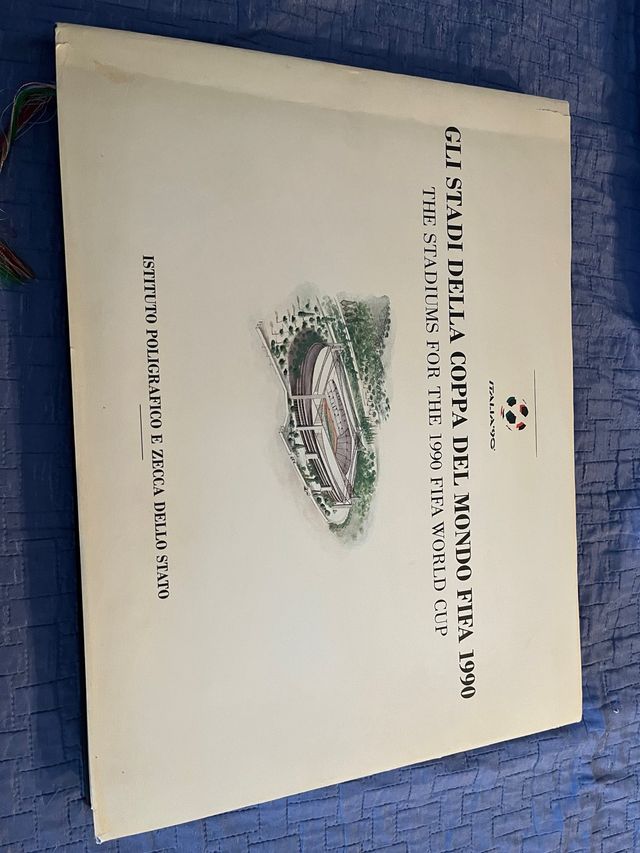 ITALIA'90
GLI STADI DELLA COPPA DEL MONDO FIFA 1990
THE STADIUMS FOR THE 1990 FIFA WORLD CUP
ISTITUTO POLIGRAFICO E ZECCA DELLO STATO